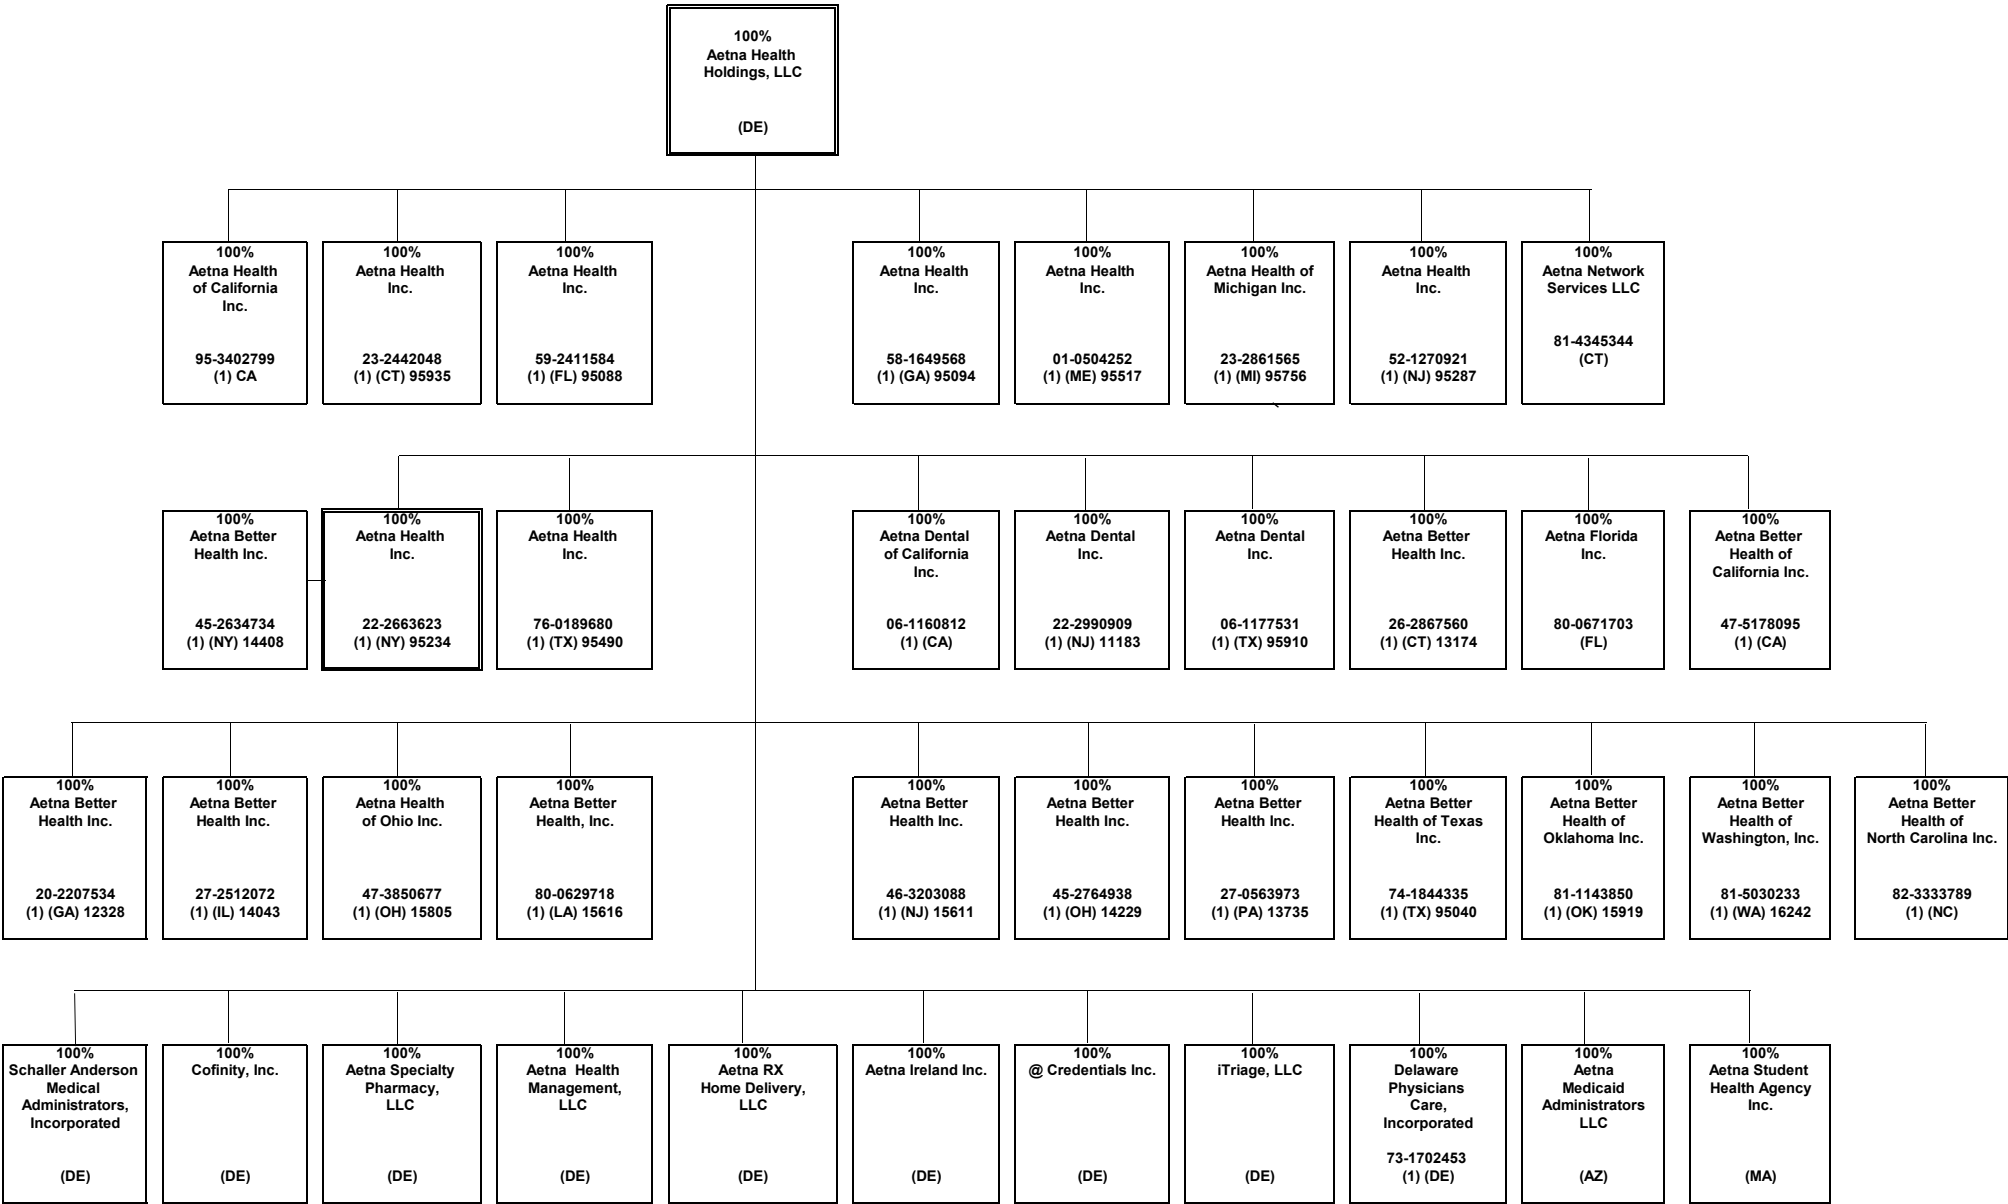 100%
Aetna Health
Holdings, LLC
(DE)
100%
Aetna Health
of California
Inc.
95-3402799
(1) CA
100%
Aetna Health
Inc.
23-2442048
(1) (CT) 95935
100%
Aetna Health
Inc.
59-2411584
(1) (FL) 95088
100%
Aetna Health
Inc.
58-1649568
(1) (GA) 95094
100%
Aetna Health
Inc.
01-0504252
(1) (ME) 95517
100%
Aetna Health of
Michigan Inc.
23-2861565
(1) (MI) 95756
100%
Aetna Health
Inc.
52-1270921
(1) (NJ) 95287
100%
Aetna Network
Services LLC
81-4345344
(CT)
100%
Aetna Better
Health Inc.
45-2634734
(1) (NY) 14408
100%
Aetna Health
Inc.
22-2663623
(1) (NY) 95234
100%
Aetna Health
Inc.
76-0189680
(1) (TX) 95490
100%
Aetna Dental
of California
Inc.
06-1160812
(1) (CA)
100%
Aetna Dental
Inc.
22-2990909
(1) (NJ) 11183
100%
Aetna Dental
Inc.
06-1177531
(1) (TX) 95910
100%
Aetna Better
Health Inc.
26-2867560
(1) (CT) 13174
100%
Aetna Florida
Inc.
80-0671703
(FL)
100%
Aetna Better
Health of
California Inc.
47-5178095
(1) (CA)
100%
Aetna Better
Health Inc.
20-2207534
(1) (GA) 12328
100%
Aetna Better
Health Inc.
27-2512072
(1) (IL) 14043
100%
Aetna Health
of Ohio Inc.
47-3850677
(1) (OH) 15805
100%
Aetna Better
Health, Inc.
80-0629718
(1) (LA) 15616
100%
Aetna Better
Health Inc.
46-3203088
(1) (NJ) 15611
100%
Aetna Better
Health Inc.
45-2764938
(1) (OH) 14229
100%
Aetna Better
Health Inc.
27-0563973
(1) (PA) 13735
100%
Aetna Better
Health of Texas
Inc.
74-1844335
(1) (TX) 95040
100%
Aetna Better
Health of
Oklahoma Inc.
81-1143850
(1) (OK) 15919
100%
Aetna Better
Health of
Washington, Inc.
81-5030233
(1) (WA) 16242
100%
Aetna Better
Health of
North Carolina Inc.
82-3333789
(1) (NC)
100%
Schaller Anderson
Medical
Administrators,
Incorporated
(DE)
100%
Cofinity, Inc.
(DE)
100%
Aetna Specialty
Pharmacy,
LLC
(DE)
100%
Aetna Health
Management,
LLC
(DE)
100%
Aetna RX
Home Delivery,
LLC
(DE)
100%
Aetna Ireland Inc.
(DE)
100%
@ Credentials Inc.
(DE)
100%
iTriage, LLC
(DE)
100%
Delaware
Physicians
Care,
Incorporated
73-1702453
(1) (DE)
100%
Aetna
Medicaid
Administrators
LLC
(AZ)
100%
Aetna Student
Health Agency
Inc.
(MA)